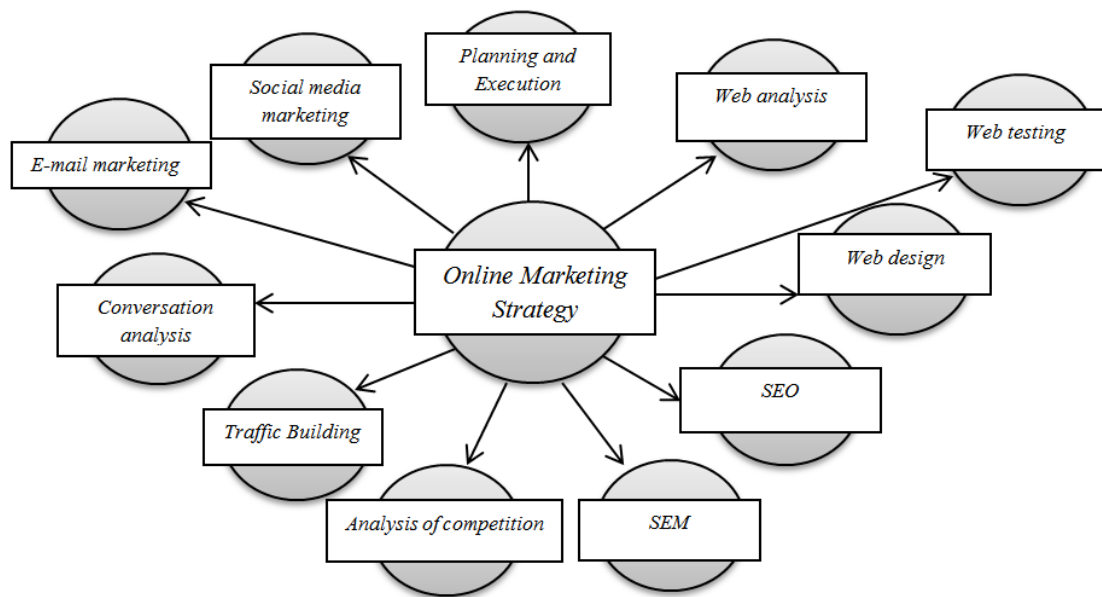 Planning and
Execution
Social media
marketing
Web analysis
Web testing
E-mail marketing
Web design
Online Marketing
Strategy
Conversation
analysis
SEO
Traffic Building
Analysis of competition
SEM